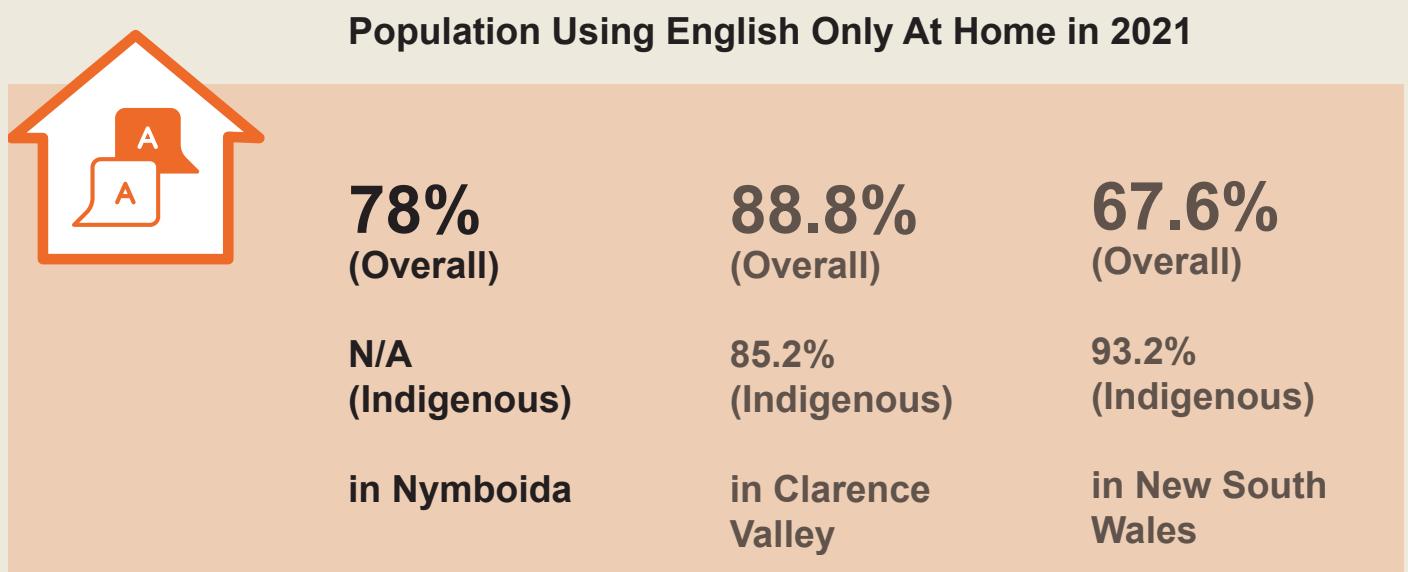 Population Using English Only At Home in 2021
A
A
78%
(Overall)
N/A
(Indigenous)
in Nymboida
88.8%
(Overall)
85.2%
(Indigenous)
in Clarence
Valley
67.6%
(Overall)
93.2%
(Indigenous)
in New South
Wales